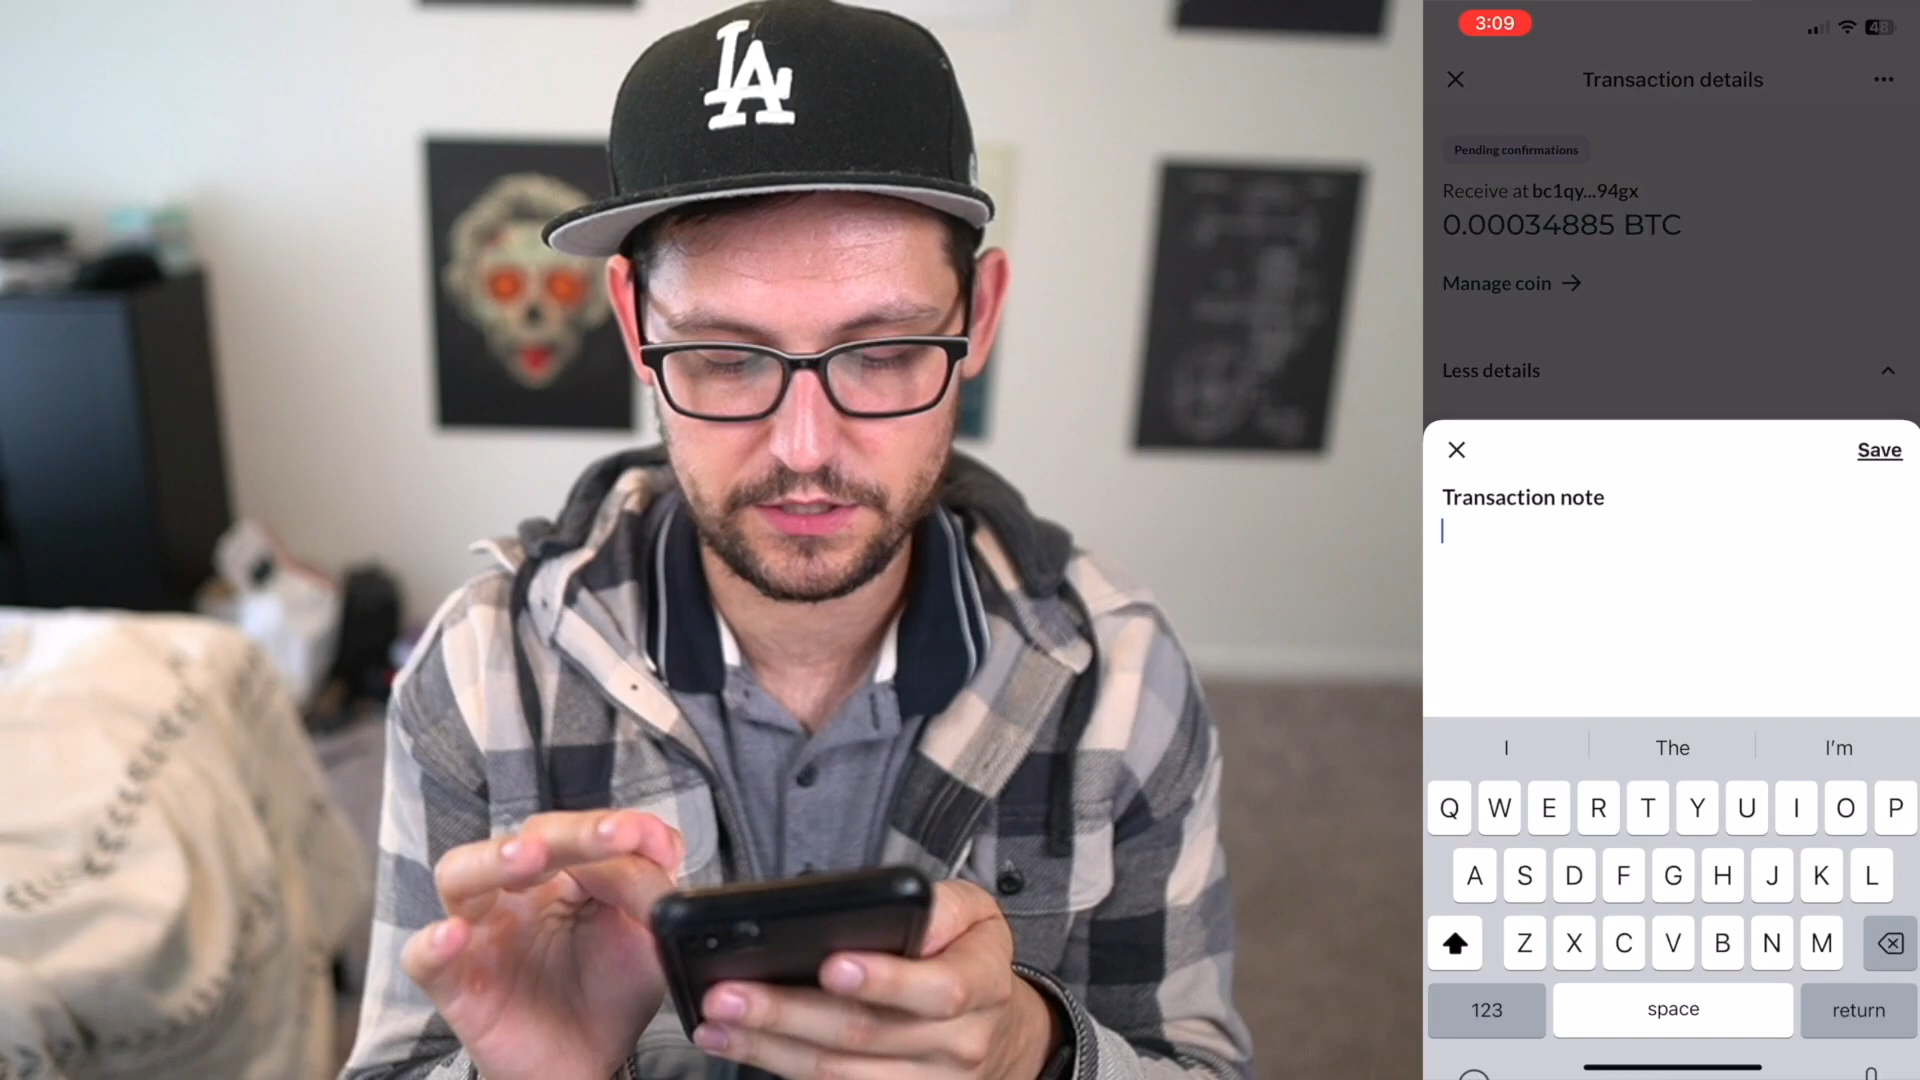 LA
3:09
48
Transaction details
Pending confirmations
Receive at bc1qy...94gx
0.00034885 BTC
Manage coin
Less details
Save
Transaction note
I The I'm
Q W E R T Y U I O P
A S D F G H J K L
Z X C V B N M
123 space return